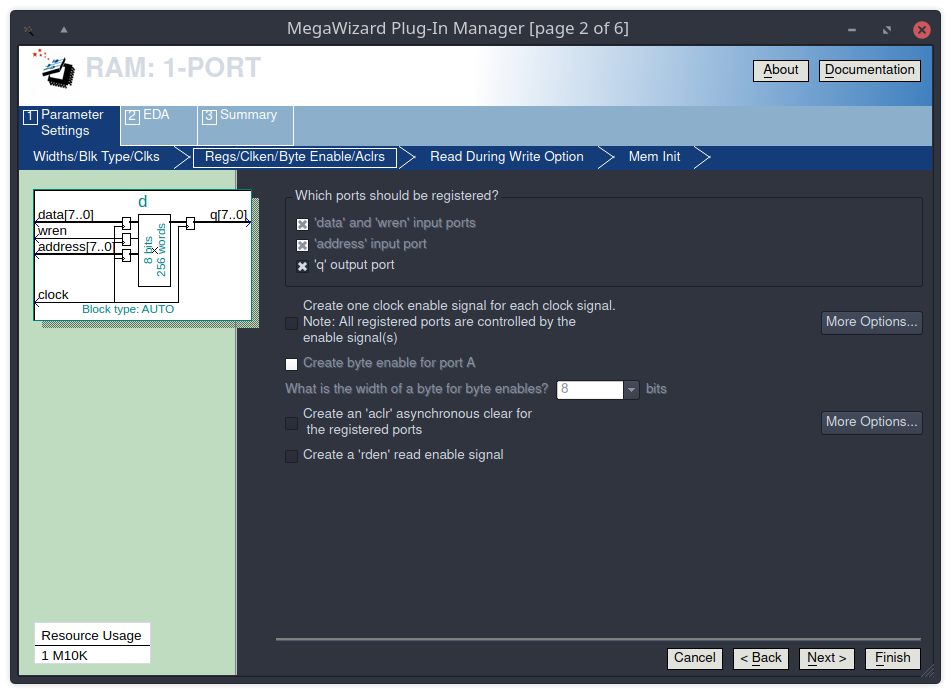 MegaWizard Plug-In Manager [page 2 of 6]
RAM: 1-PORT
About
Documentation
1 Parameter Settings
2 EDA
3 Summary
Widths/Blk Type/Clks
Regs/Clken/Byte Enable/Aclrs
Read During Write Option
Mem Init
d
data[7..0]
q[7..0]
wren
address[7..0]
8 bits
256 words
clock
Block type: AUTO
Which ports should be registered?
'data' and 'wren' input ports
'address' input port
'q' output port
Create one clock enable signal for each clock signal.
Note: All registered ports are controlled by the
enable signal(s)
More Options...
Create byte enable for port A
What is the width of a byte for byte enables? 8 bits
Create an 'aclr' asynchronous clear for
the registered ports
More Options...
Create a 'rden' read enable signal
Resource Usage
1 M10K
Cancel
< Back
Next >
Finish